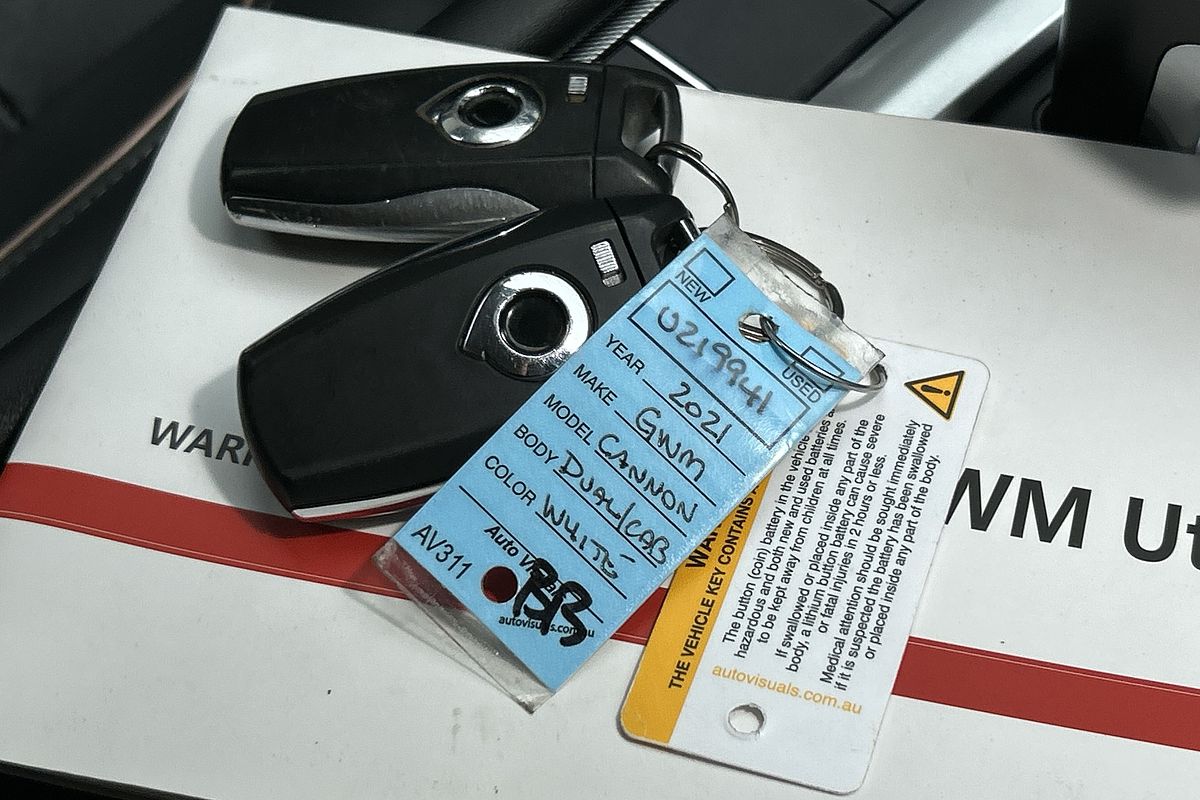 NEW
USED
U219941
YEAR 2021
MAKE GWM
MODEL CANNON
BODY DUAL/CAB
COLOR WHITE
AV311
Auto
BB
autovisuals.com.au
THE VEHICLE KEY CONTAINS
The button (coin) battery in the vehicle
hazardous and both new and used batteries
to be kept away from children at all times.
If swallowed or placed inside any part of the
body, a lithium button battery can cause severe
or fatal injuries in 2 hours or less.
Medical attention should be sought immediately
if it is suspected the battery has been swallowed
or placed inside any part of the body.
autovisuals.com.au